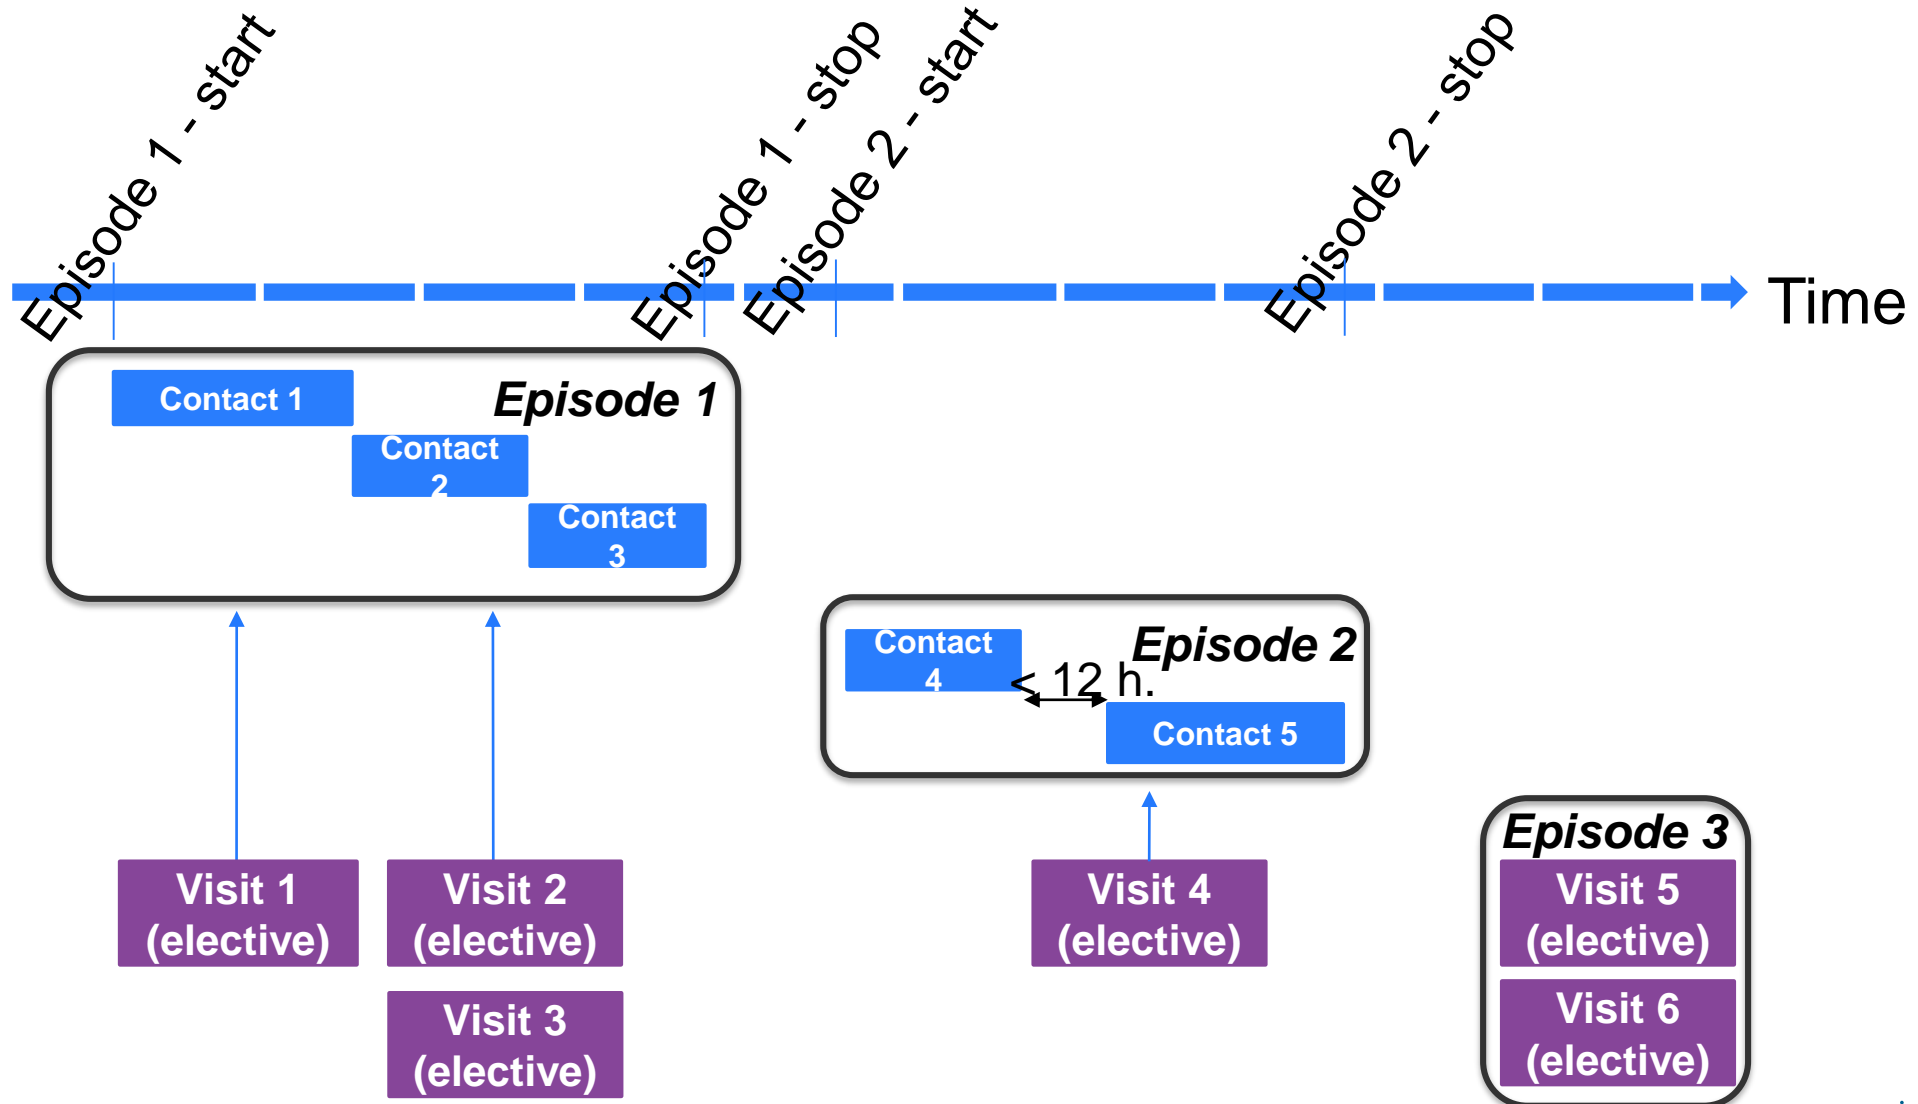 Episode 1 - start
Episode 1 - stop
Episode 2 - start
Episode 2 - stop
Time
Contact 1
Episode 1
Contact
2
Contact
3
Contact
4
Episode 2
< 12 h.
Contact 5
Episode 3
Visit 1
(elective)
Visit 2
(elective)
Visit 4
(elective)
Visit 5
(elective)
Visit 3
(elective)
Visit 6
(elective)